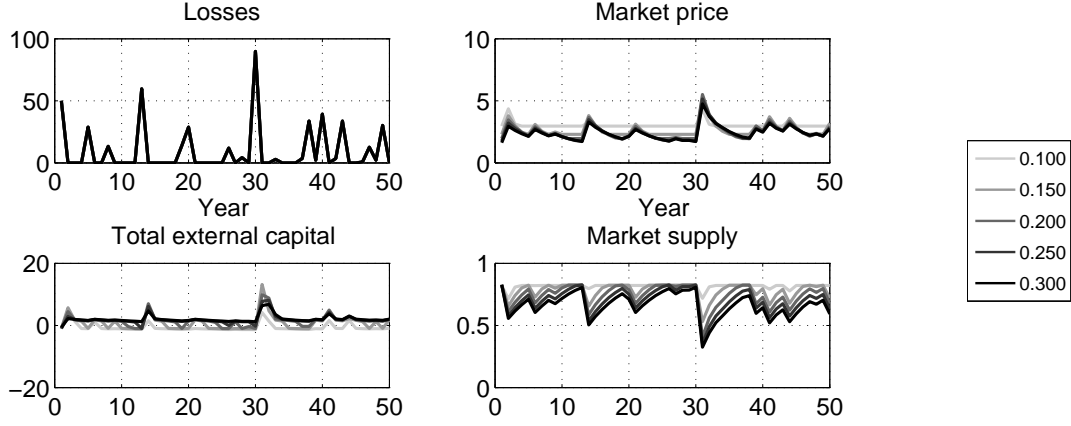 Losses
100
50
0
0 10 20 30 40 50
Year
Market price
10
5
0
0 10 20 30 40 50
Year
Total external capital
20
0
−20
0 10 20 30 40 50
Market supply
1
0.5
0
0 10 20 30 40 50
0.100
0.150
0.200
0.250
0.300